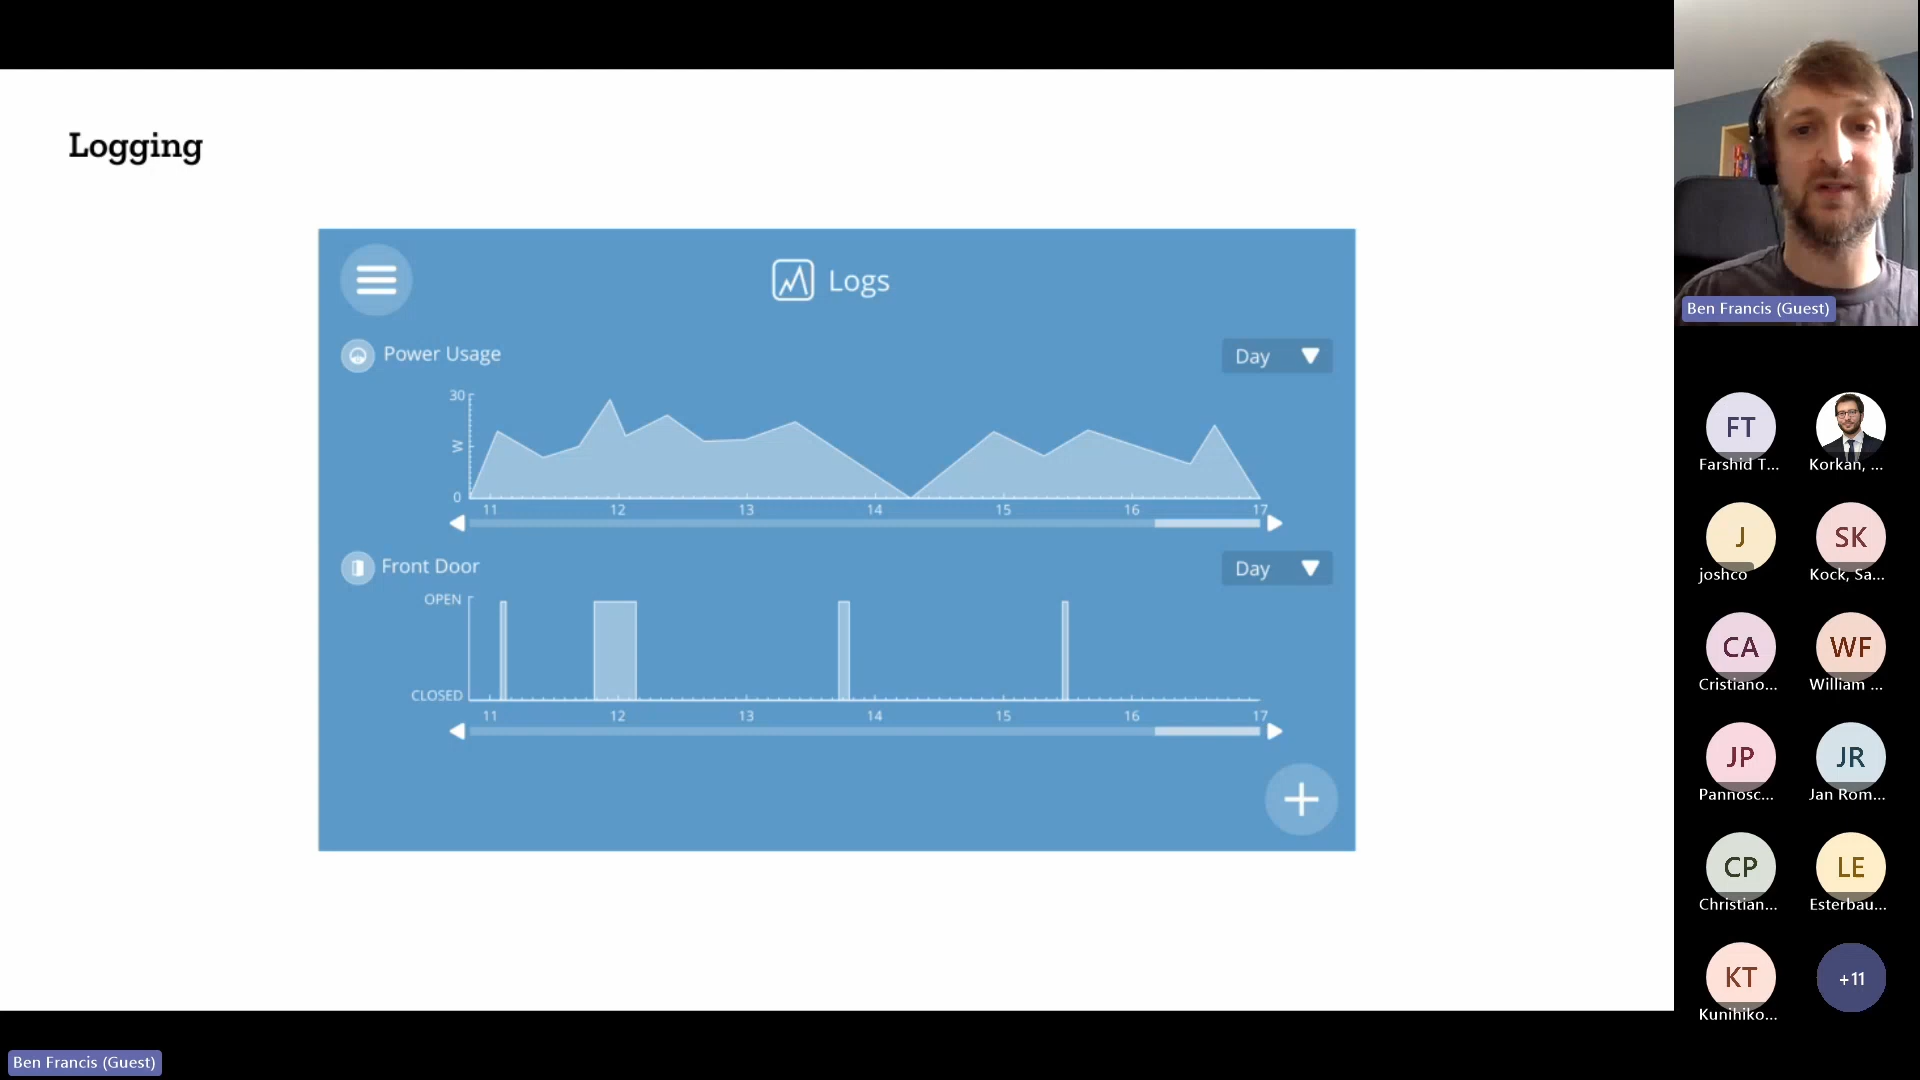 Logging
Logs
Power Usage
Day
30
W
0
11 12 13 14 15 16 17
Front Door
Day
OPEN
CLOSED
11 12 13 14 15 16 17
Ben Francis (Guest)
FT
Farshid T...
Korkan, ...
J
joshco
SK
Kock, Sa...
CA
Cristiano...
WF
William ...
JP
Pannosc...
JR
Jan Rom...
CP
Christian...
LE
Esterbau...
KT
Kunihiko...
+11
Ben Francis (Guest)